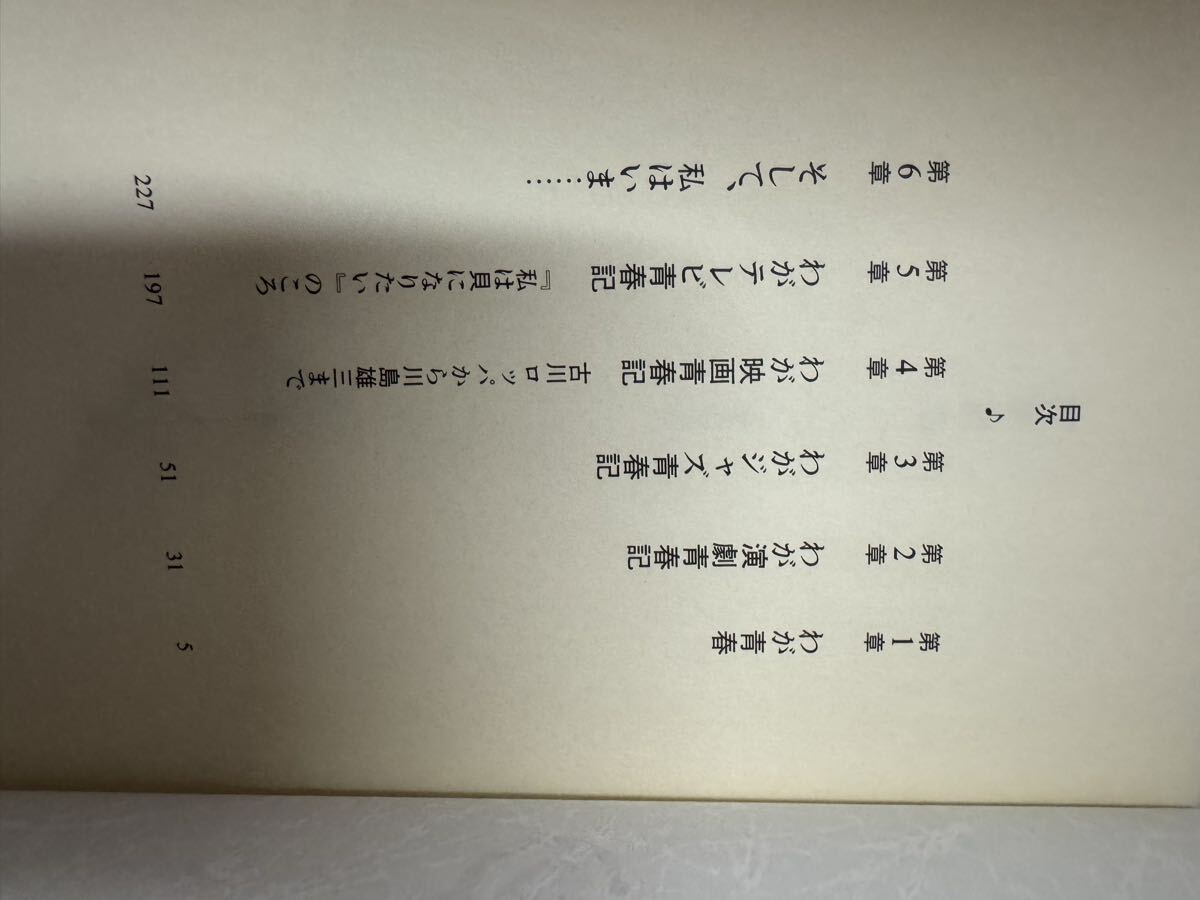 目次 ♪
第1章 わが青春 5
第2章 わが演劇青春記 31
第3章 わがジャズ青春記 51
第4章 わが映画青春記 古川ロッパから川島雄三まで 111
第5章 わがテレビ青春記 『私は貝になりたい』のころ 197
第6章 そして、私はいま…… 227